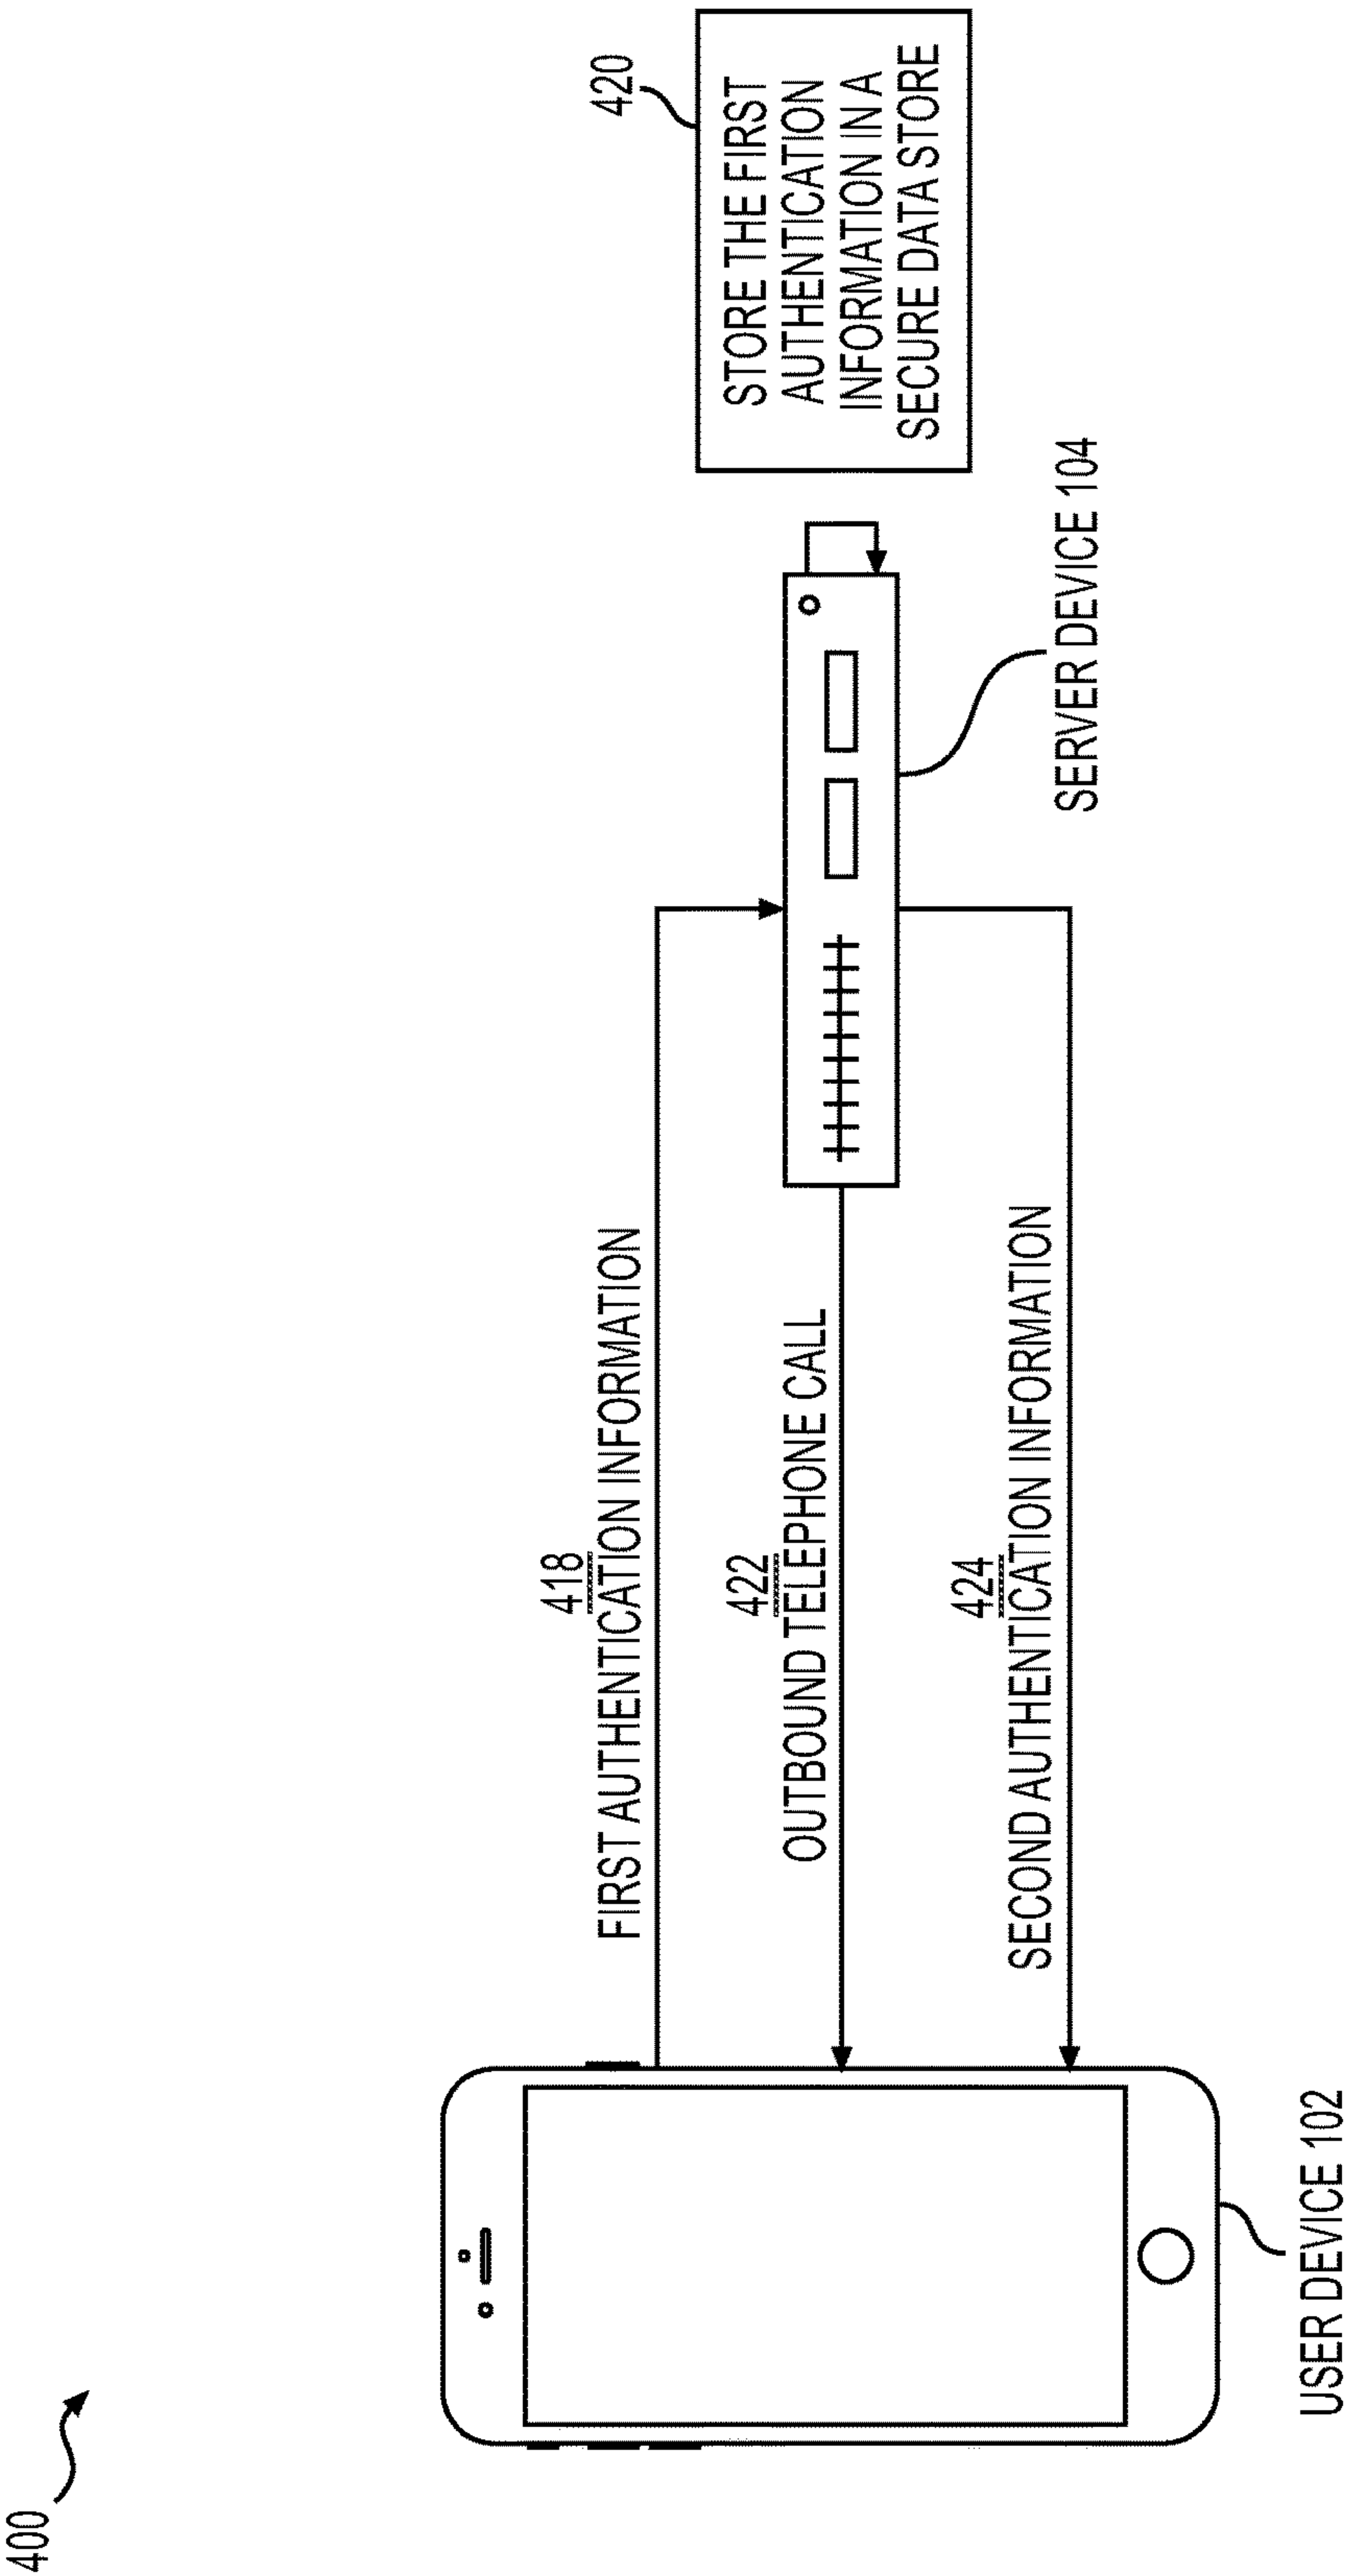 400
418
FIRST AUTHENTICATION INFORMATION
420
STORE THE FIRST
AUTHENTICATION
INFORMATION IN A
SECURE DATA STORE
422
OUTBOUND TELEPHONE CALL
424
SECOND AUTHENTICATION INFORMATION
SERVER DEVICE 104
USER DEVICE 102